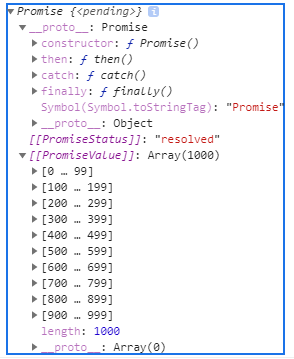 Promise {<pending>} i
__proto__: Promise
constructor: ƒ Promise()
then: ƒ then()
catch: ƒ catch()
finally: ƒ finally()
Symbol(Symbol.toStringTag): "Promise"
__proto__: Object
[[PromiseStatus]]: "resolved"
[[PromiseValue]]: Array(1000)
[0 … 99]
[100 … 199]
[200 … 299]
[300 … 399]
[400 … 499]
[500 … 599]
[600 … 699]
[700 … 799]
[800 … 899]
[900 … 999]
length: 1000
__proto__: Array(0)